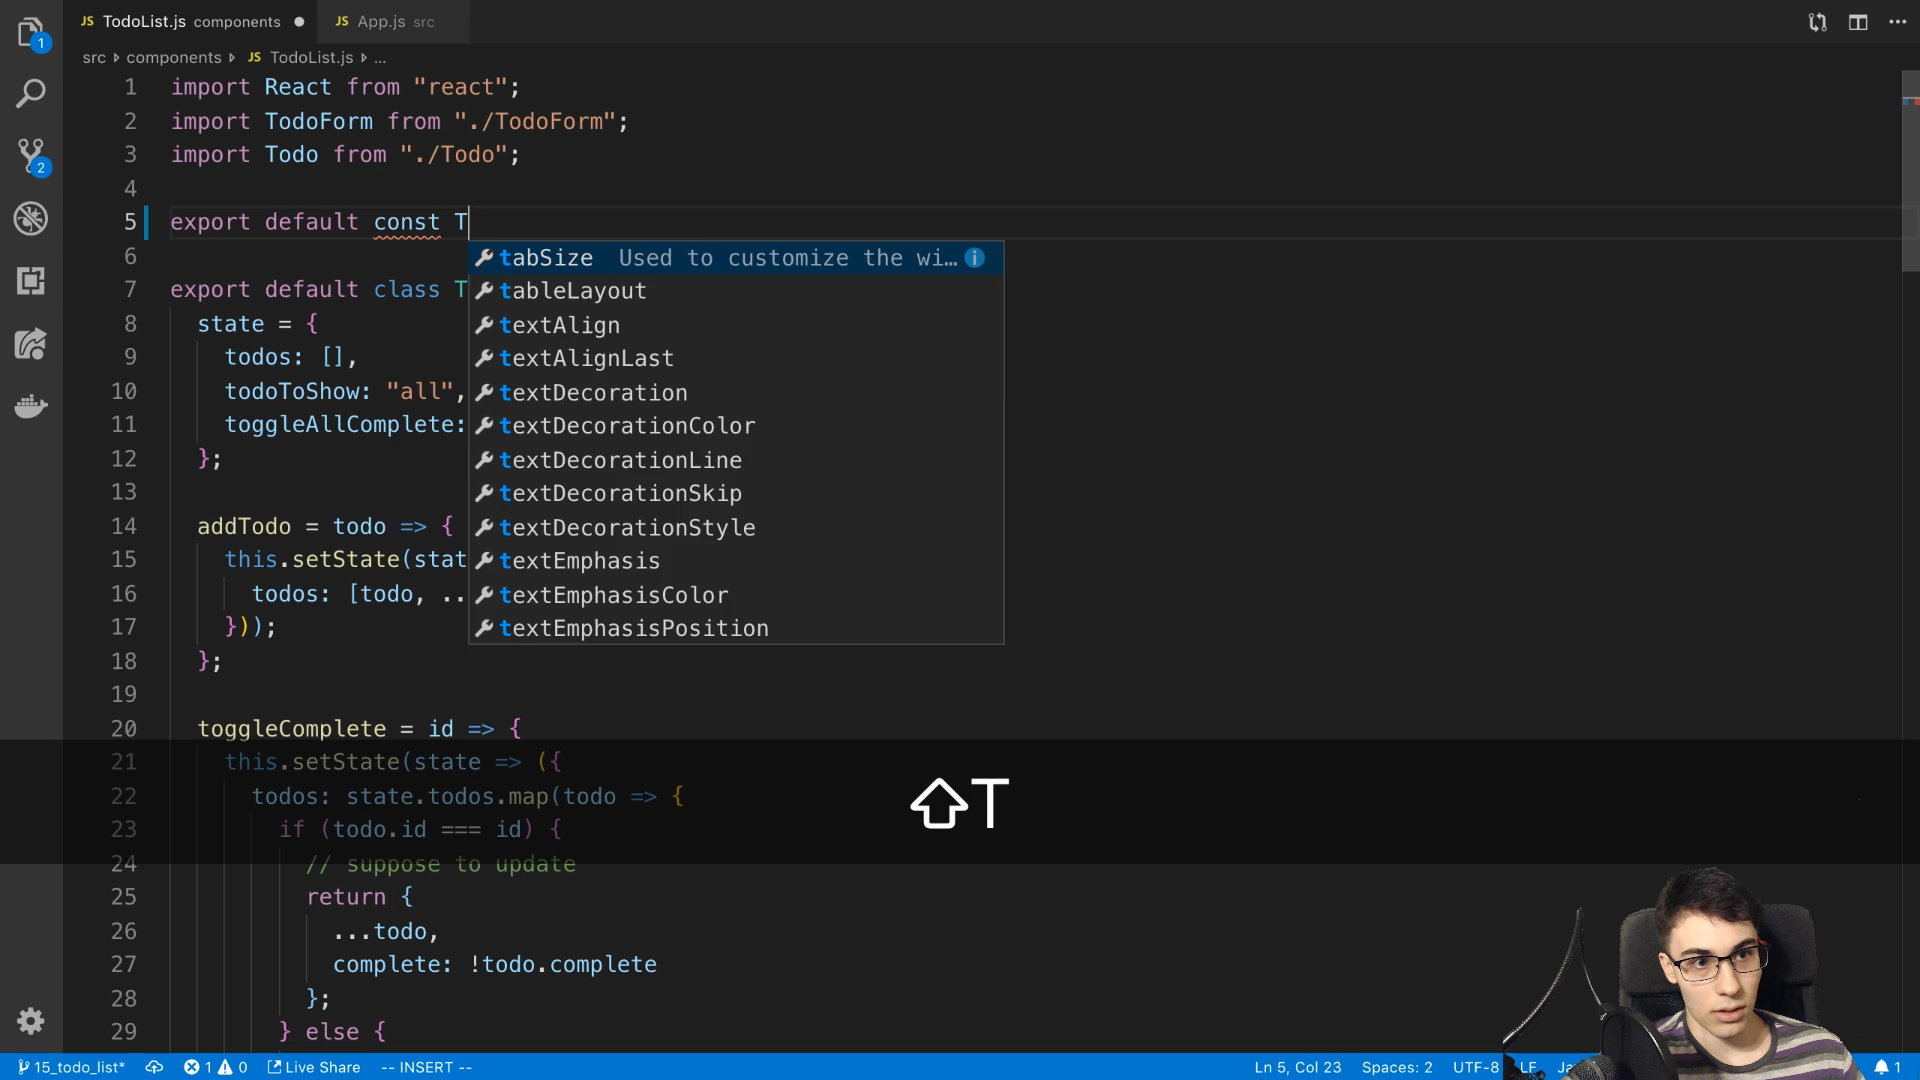 JS TodoList.js components ●
JS App.js src
src › components › JS TodoList.js › ...
1
1 import React from "react";
2 import TodoForm from "./TodoForm";
3 import Todo from "./Todo";
4
5 export default const T
6
7 export default class T
8 state = {
9 todos: [],
10 todoToShow: "all",
11 toggleAllComplete:
12 };
13
14 addTodo = todo => {
15 this.setState(stat
16 todos: [todo, ..
17 }));
18 };
19
20 toggleComplete = id => {
21 this.setState(state => ({
22 todos: state.todos.map(todo => {
23 if (todo.id === id) {
24 // suppose to update
25 return {
26 ...todo,
27 complete: !todo.complete
28 };
29 } else {
2
tabSize Used to customize the wi…
tableLayout
textAlign
textAlignLast
textDecoration
textDecorationColor
textDecorationLine
textDecorationSkip
textDecorationStyle
textEmphasis
textEmphasisColor
textEmphasisPosition
⇧T
15_todo_list* 1 0 Live Share -- INSERT -- Ln 5, Col 23 Spaces: 2 UTF-8 LF Ja 1